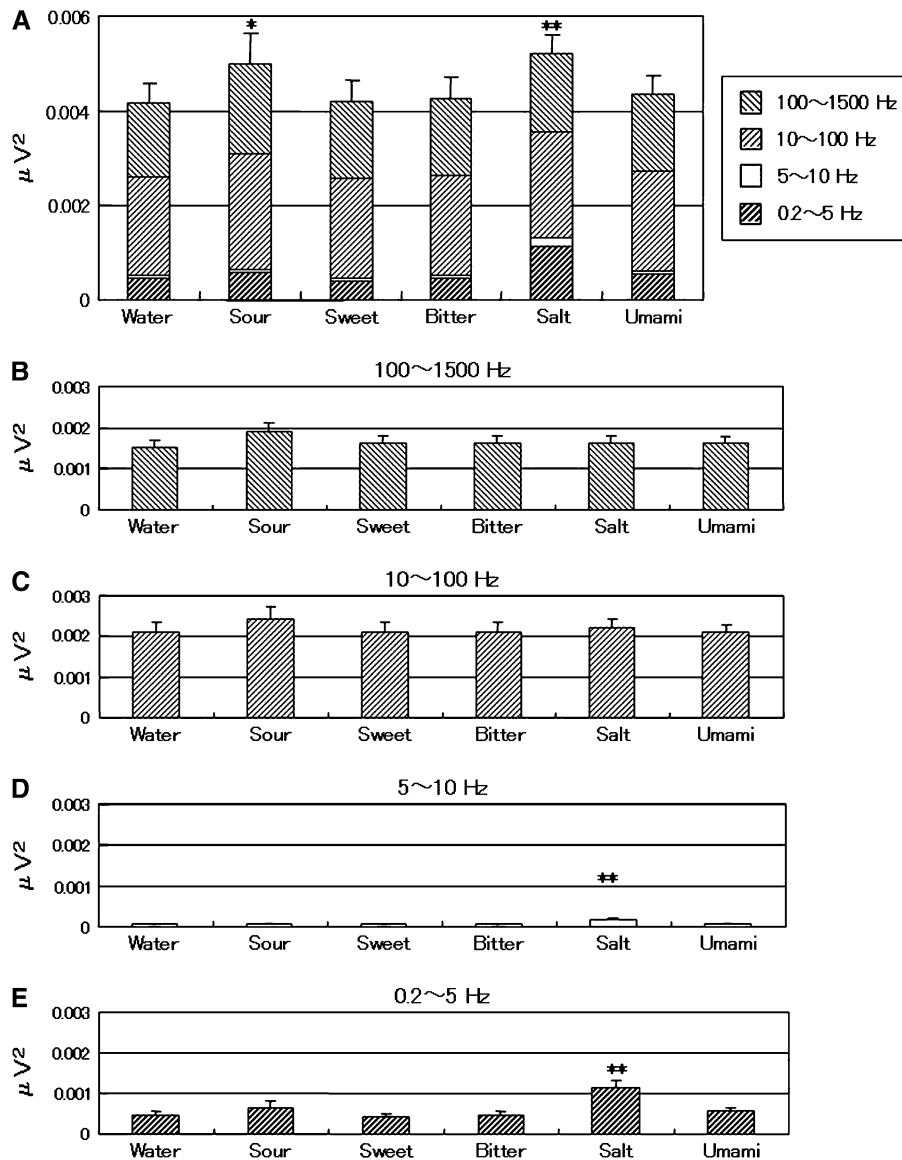 A
0.006
0.004
0.002
0
μV2
*
**
Water Sour Sweet Bitter Salt Umami
100～1500 Hz
10～100 Hz
5～10 Hz
0.2～5 Hz
B
100～1500 Hz
0.003
0.002
0.001
0
μV2
Water Sour Sweet Bitter Salt Umami
C
10～100 Hz
0.003
0.002
0.001
0
μV2
Water Sour Sweet Bitter Salt Umami
D
5～10 Hz
0.003
0.002
0.001
0
μV2
**
Water Sour Sweet Bitter Salt Umami
E
0.2～5 Hz
0.003
0.002
0.001
0
μV2
**
Water Sour Sweet Bitter Salt Umami